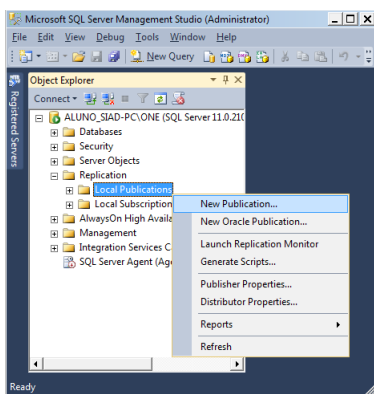 Microsoft SQL Server Management Studio (Administrator)
File Edit View Debug Tools Window Help
New Query
Registered Servers
Object Explorer
Connect
ALUNO_SIAD-PC\ONE (SQL Server 11.0.210
Databases
Security
Server Objects
Replication
Local Publications
Local Subscription
AlwaysOn High Availa
Management
Integration Services C
SQL Server Agent (Age
New Publication...
New Oracle Publication...
Launch Replication Monitor
Generate Scripts...
Publisher Properties...
Distributor Properties...
Reports
Refresh
Ready